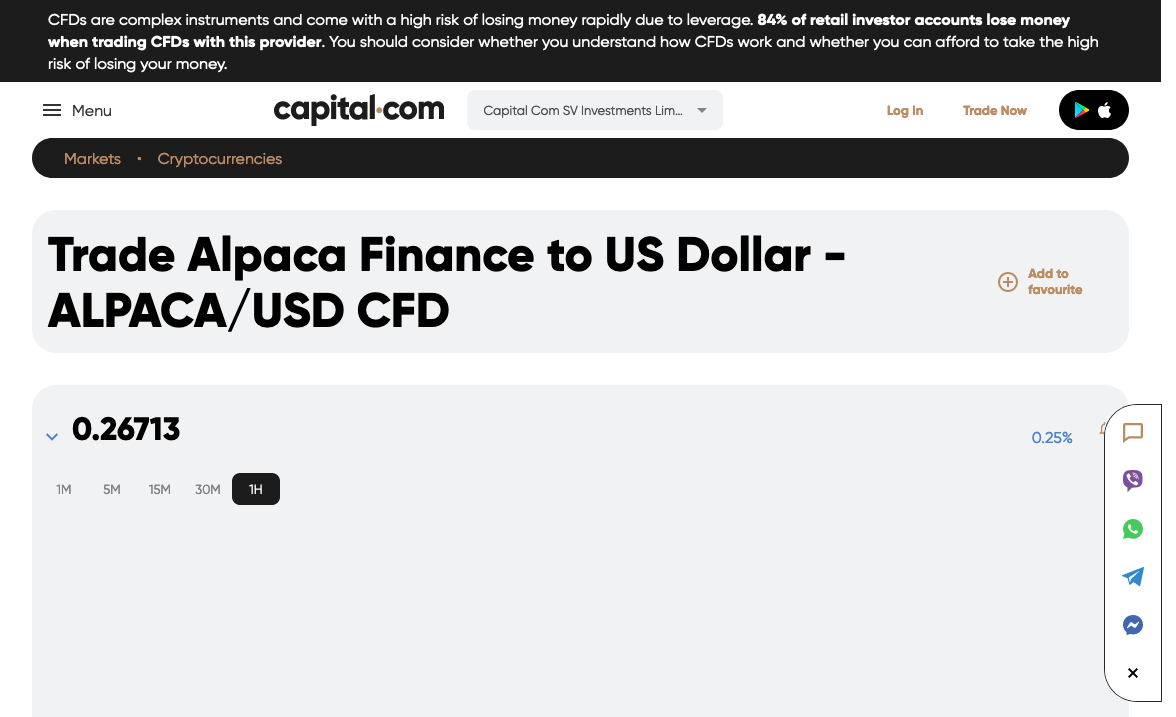 CFDs are complex instruments and come with a high risk of losing money rapidly due to leverage. 84% of retail investor accounts lose money
when trading CFDs with this provider. You should consider whether you understand how CFDs work and whether you can afford to take the high
risk of losing your money.
Menu
capital.com
Capital Com SV Investments Lim...
Log In
Trade Now
Markets
Cryptocurrencies
Trade Alpaca Finance to US Dollar -
ALPACA/USD CFD
Add to
favourite
0.26713
0.25%
1M 5M 15M 30M 1H